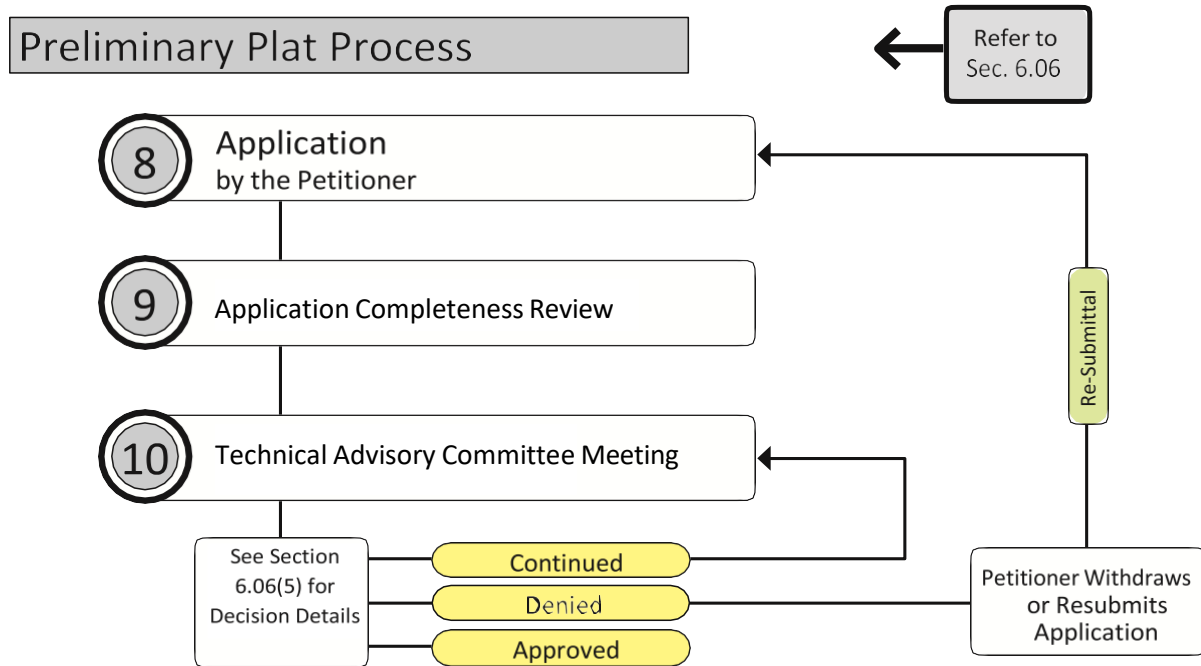 Preliminary Plat Process
Refer to
Sec. 6.06
8
Application
by the Petitioner
9
Application Completeness Review
Re-Submittal
10
Technical Advisory Committee Meeting
See Section
6.06(5) for
Decision Details
Continued
Denied
Approved
Petitioner Withdraws
or Resubmits
Application